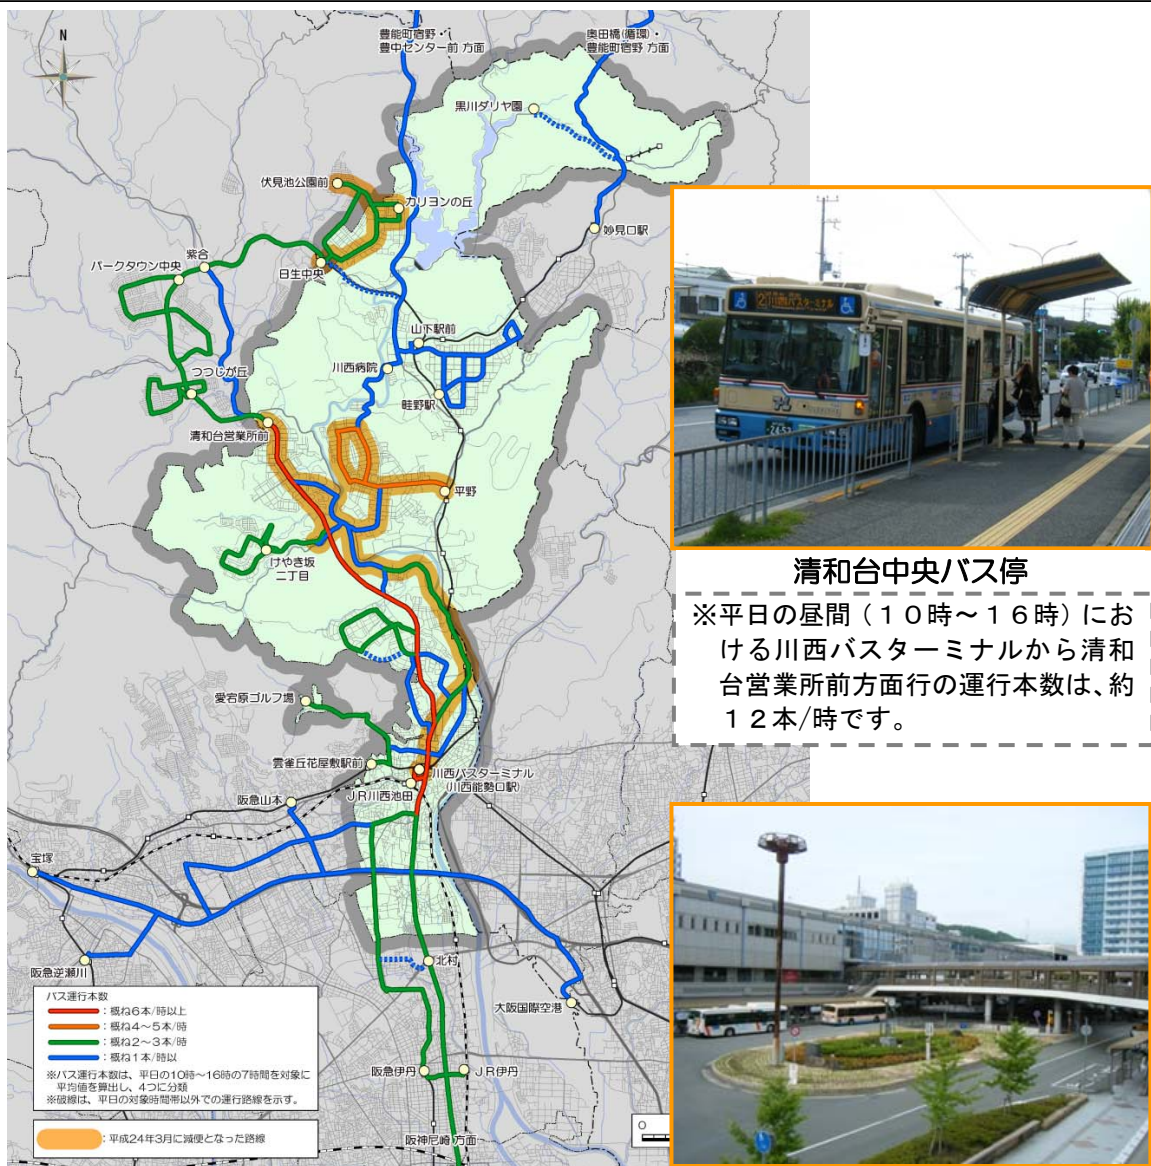 N
豊能町宿野・
豊中センター前 方面
奥田橋(循環)・
豊能町宿野 方面
黒川ダリヤ園
伏見池公園前
カリヨンの丘
妙見口駅
紫合
パークタウン中央
日生中央
山下駅前
川西病院
つつじが丘
畦野駅
清和台営業所前
平野
けやき坂
二丁目
愛宕原ゴルフ場
雲雀丘花屋敷駅前
川西バスターミナル
(川西能勢口駅)
JR川西池田
阪急山本
宝塚
阪急逆瀬川
北村
大阪国際空港
阪急伊丹
JR伊丹
阪神尼崎 方面
バス運行本数
：概ね6本/時以上
：概ね4～5本/時
：概ね2～3本/時
：概ね1本/時以
※バス運行本数は、平日の10時～16時の7時間を対象に
平均値を算出し、4つに分類
※破線は、平日の対象時間帯以外での運行路線を示す。
：平成24年3月に減便となった路線
0
②川西バスターミナル
清和台中央バス停
※平日の昼間（１０時～１６時）にお
ける川西バスターミナルから清和
台営業所前方面行の運行本数は、約
１２本/時です。